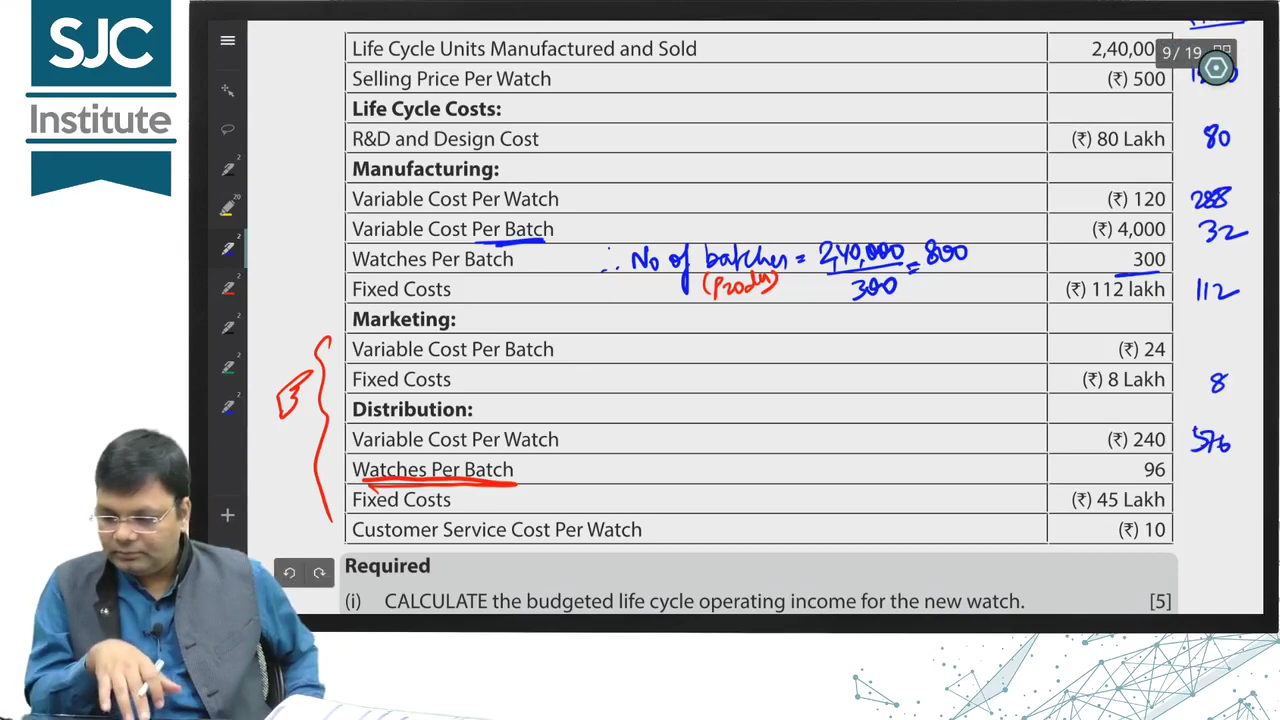 SJC
Institute
9 / 19
Life Cycle Units Manufactured and Sold 2,40,00
Selling Price Per Watch (₹) 500
Life Cycle Costs:
R&D and Design Cost (₹) 80 Lakh 80
Manufacturing:
Variable Cost Per Watch (₹) 120 288
Variable Cost Per Batch (₹) 4,000 32
Watches Per Batch ∴ No of batches = 2,40,000 / 300 = 800 300
(Prodn)
Fixed Costs (₹) 112 lakh 112
Marketing:
Variable Cost Per Batch (₹) 24
Fixed Costs (₹) 8 Lakh 8
Distribution:
Variable Cost Per Watch (₹) 240 576
Watches Per Batch 96
Fixed Costs (₹) 45 Lakh
Customer Service Cost Per Watch (₹) 10
Required
(i) CALCULATE the budgeted life cycle operating income for the new watch. [5]